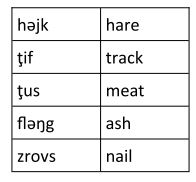 həjk hare
ţif track
ţus meat
fləŋg ash
zrovs nail